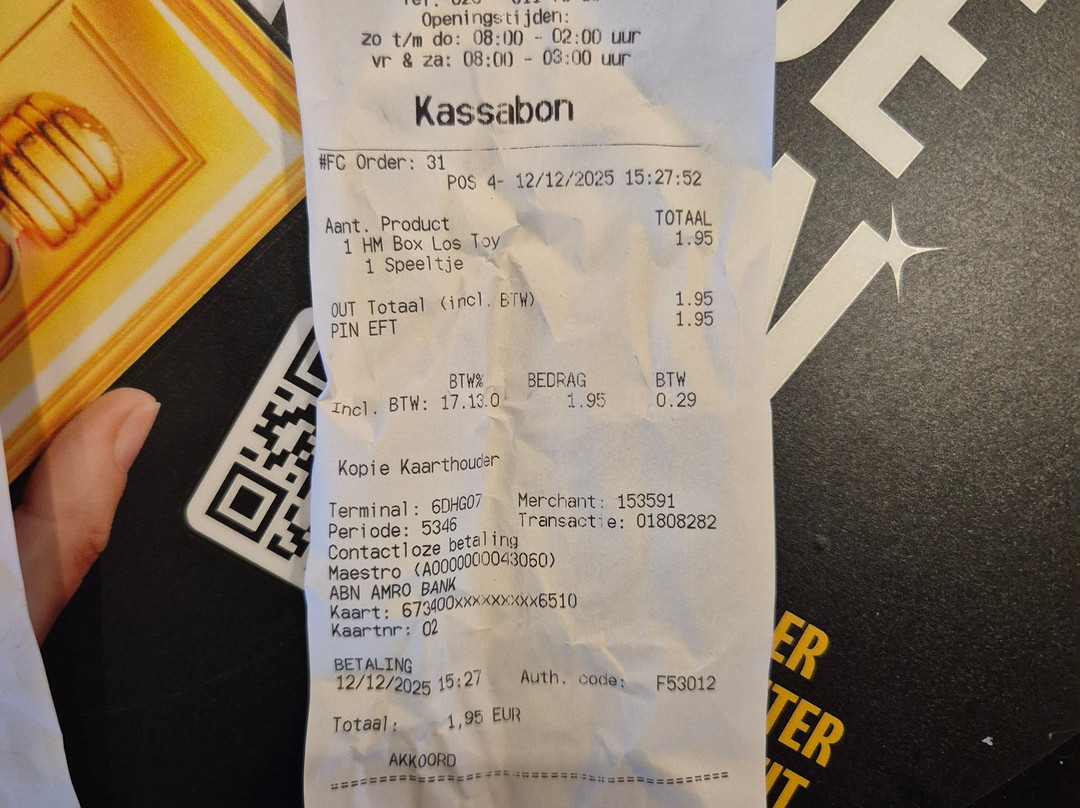 Openingstijden:
zo t/m do: 08:00 - 02:00 uur
vr & za: 08:00 - 03:00 uur
Kassabon
#FC Order: 31
POS 4- 12/12/2025 15:27:52
Aant. Product TOTAAL
1 HM Box Los Toy 1.95
1 Speeltje
OUT Totaal (incl. BTW) 1.95
PIN EFT 1.95
BTW% BEDRAG BTW
Incl. BTW: 17.13.0 1.95 0.29
Kopie Kaarthouder
Terminal: 6DHG07 Merchant: 153591
Periode: 5346 Transactie: 01808282
Contactloze betaling
Maestro (A0000000043060)
ABN AMRO BANK
Kaart: 673400xxxxxxxxx6510
Kaartnr: 02
BETALING
12/12/2025 15:27 Auth. code: F53012
Totaal: 1,95 EUR
AKKOORD